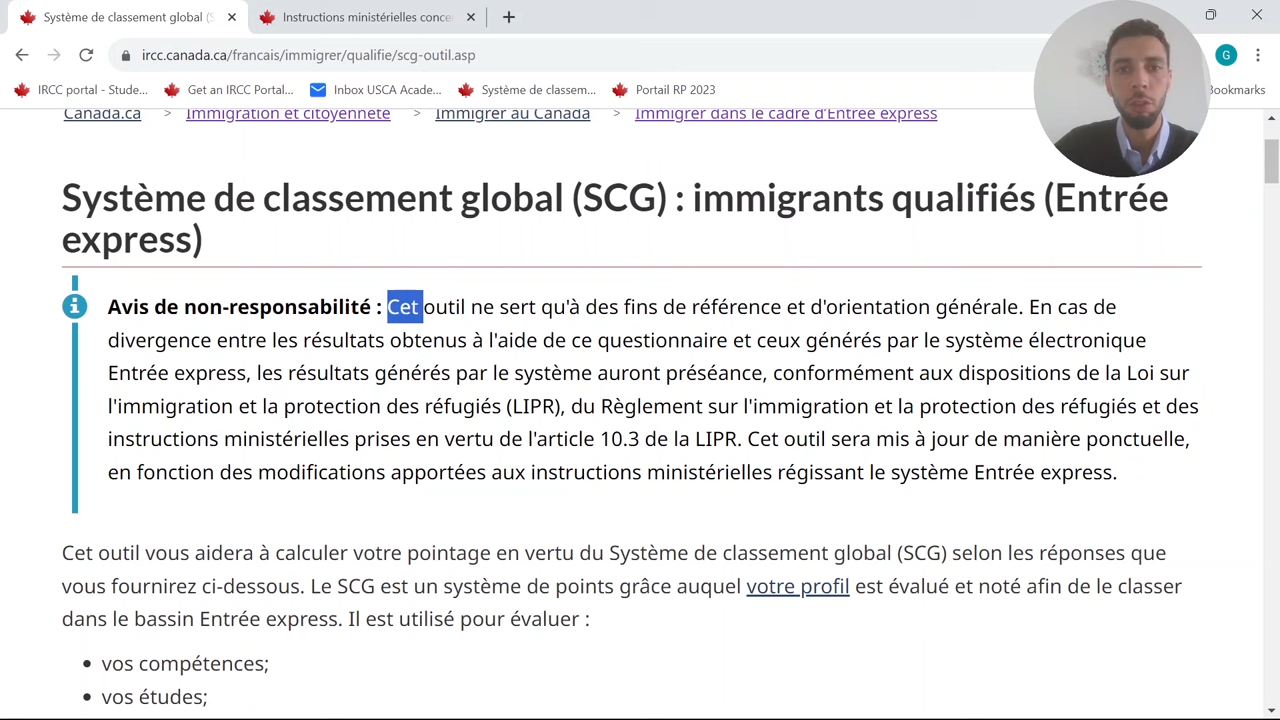 Système de classement global (S
Instructions ministérielles conce
ircc.canada.ca/francais/immigrer/qualifie/scg-outil.asp
G
IRCC portal - Stude...
Get an IRCC Portal...
Inbox USCA Acade...
Système de classem...
Portail RP 2023
Bookmarks
Canada.ca > Immigration et citoyenneté > Immigrer au Canada > Immigrer dans le cadre d'Entrée express
Système de classement global (SCG) : immigrants qualifiés (Entrée
express)
Avis de non-responsabilité : Cet outil ne sert qu'à des fins de référence et d'orientation générale. En cas de
divergence entre les résultats obtenus à l'aide de ce questionnaire et ceux générés par le système électronique
Entrée express, les résultats générés par le système auront préséance, conformément aux dispositions de la Loi sur
l'immigration et la protection des réfugiés (LIPR), du Règlement sur l'immigration et la protection des réfugiés et des
instructions ministérielles prises en vertu de l'article 10.3 de la LIPR. Cet outil sera mis à jour de manière ponctuelle,
en fonction des modifications apportées aux instructions ministérielles régissant le système Entrée express.
Cet outil vous aidera à calculer votre pointage en vertu du Système de classement global (SCG) selon les réponses que
vous fournirez ci-dessous. Le SCG est un système de points grâce auquel votre profil est évalué et noté afin de le classer
dans le bassin Entrée express. Il est utilisé pour évaluer :
• vos compétences;
• vos études;